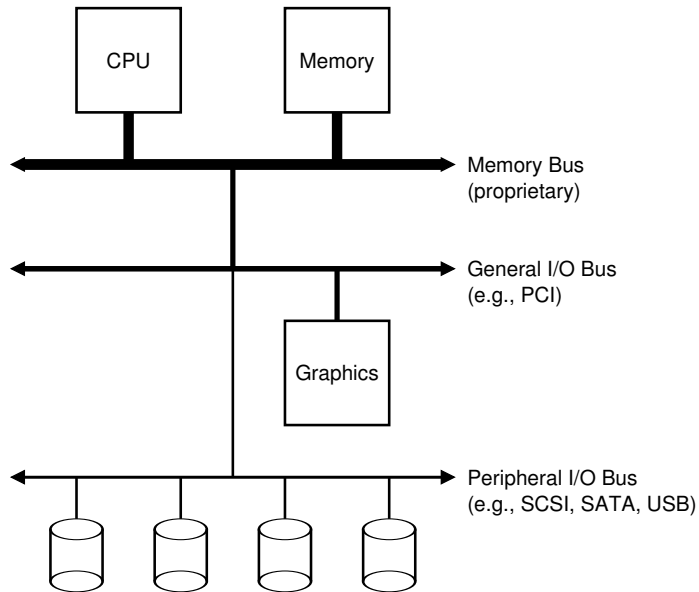 CPU
Memory
Memory Bus
(proprietary)
General I/O Bus
(e.g., PCI)
Graphics
Peripheral I/O Bus
(e.g., SCSI, SATA, USB)